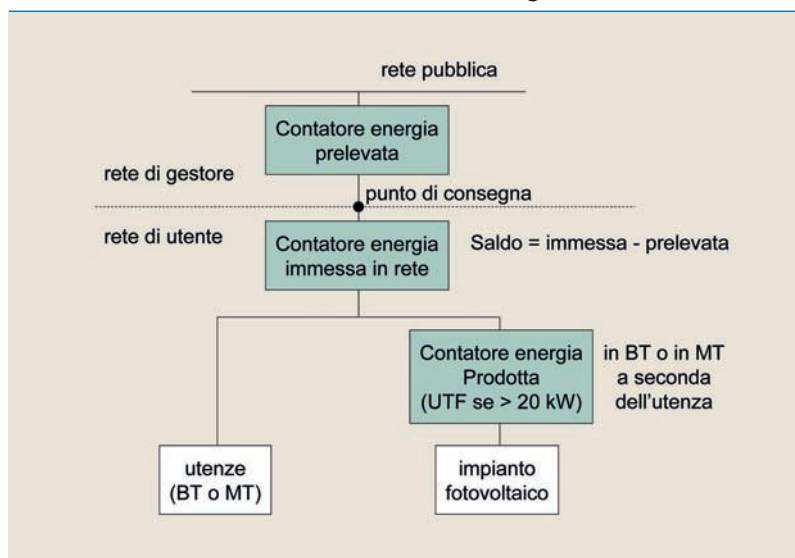 rete pubblica
Contatore energia
prelevata
rete di gestore
punto di consegna
rete di utente
Contatore energia
immessa in rete
Saldo = immessa - prelevata
Contatore energia
Prodotta
(UTF se > 20 kW)
in BT o in MT
a seconda
dell'utenza
utenze
(BT o MT)
impianto
fotovoltaico